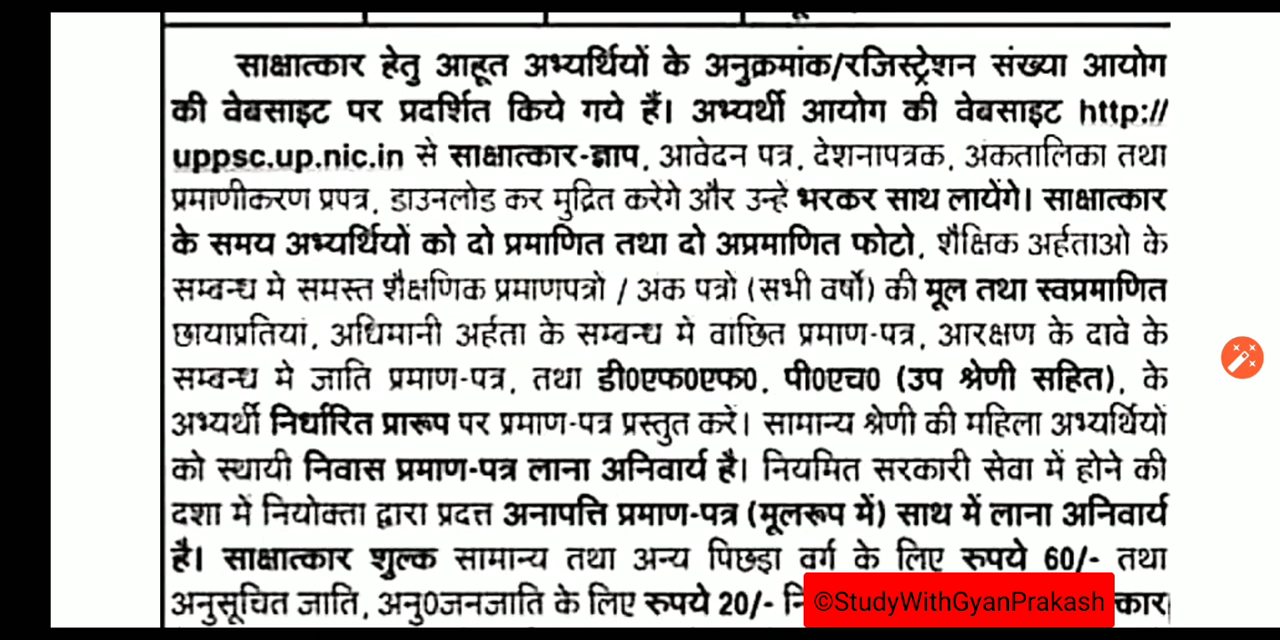 साक्षात्कार हेतु आहूत अभ्यर्थियों के अनुक्रमांक/रजिस्ट्रेशन संख्या आयोग
की वेबसाइट पर प्रदर्शित किये गये हैं। अभ्यर्थी आयोग की वेबसाइट http://
uppsc.up.nic.in से साक्षात्कार-ज्ञाप, आवेदन पत्र, देशनापत्रक, अंकतालिका तथा
प्रमाणीकरण प्रपत्र, डाउनलोड कर मुद्रित करेंगे और उन्हें भरकर साथ लायेंगे। साक्षात्कार
के समय अभ्यर्थियों को दो प्रमाणित तथा दो अप्रमाणित फोटो, शैक्षिक अर्हताओ के
सम्बन्ध मे समस्त शैक्षणिक प्रमाणपत्रो / अंक पत्रो (सभी वर्षो) की मूल तथा स्वप्रमाणित
छायाप्रतियां, अधिमानी अर्हता के सम्बन्ध मे वांछित प्रमाण-पत्र, आरक्षण के दावे के
सम्बन्ध मे जाति प्रमाण-पत्र, तथा डी0एफ0एफ0, पी0एच0 (उप श्रेणी सहित), के
अभ्यर्थी निर्धारित प्रारूप पर प्रमाण-पत्र प्रस्तुत करें। सामान्य श्रेणी की महिला अभ्यर्थियों
को स्थायी निवास प्रमाण-पत्र लाना अनिवार्य है। नियमित सरकारी सेवा में होने की
दशा में नियोक्ता द्वारा प्रदत्त अनापत्ति प्रमाण-पत्र (मूलरूप में) साथ में लाना अनिवार्य
है। साक्षात्कार शुल्क सामान्य तथा अन्य पिछड़ा वर्ग के लिए रुपये 60/- तथा
अनुसूचित जाति, अनु0जनजाति के लिए रुपये 20/- ©StudyWithGyanPrakash